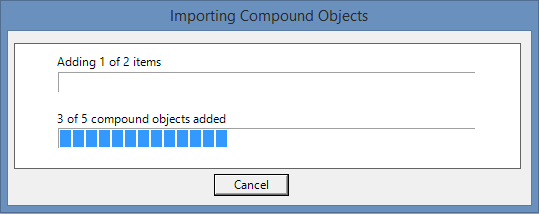 Importing Compound Objects
Adding 1 of 2 items
3 of 5 compound objects added
Cancel